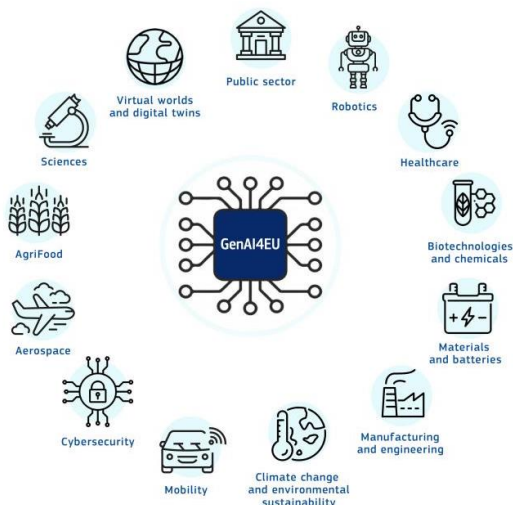 Public sector
Robotics
Healthcare
Biotechnologies
and chemicals
Materials
and batteries
Manufacturing
and engineering
Climate change
and environmental
sustainability
Mobility
Cybersecurity
Aerospace
AgriFood
Sciences
Virtual worlds
and digital twins
GenAI4EU